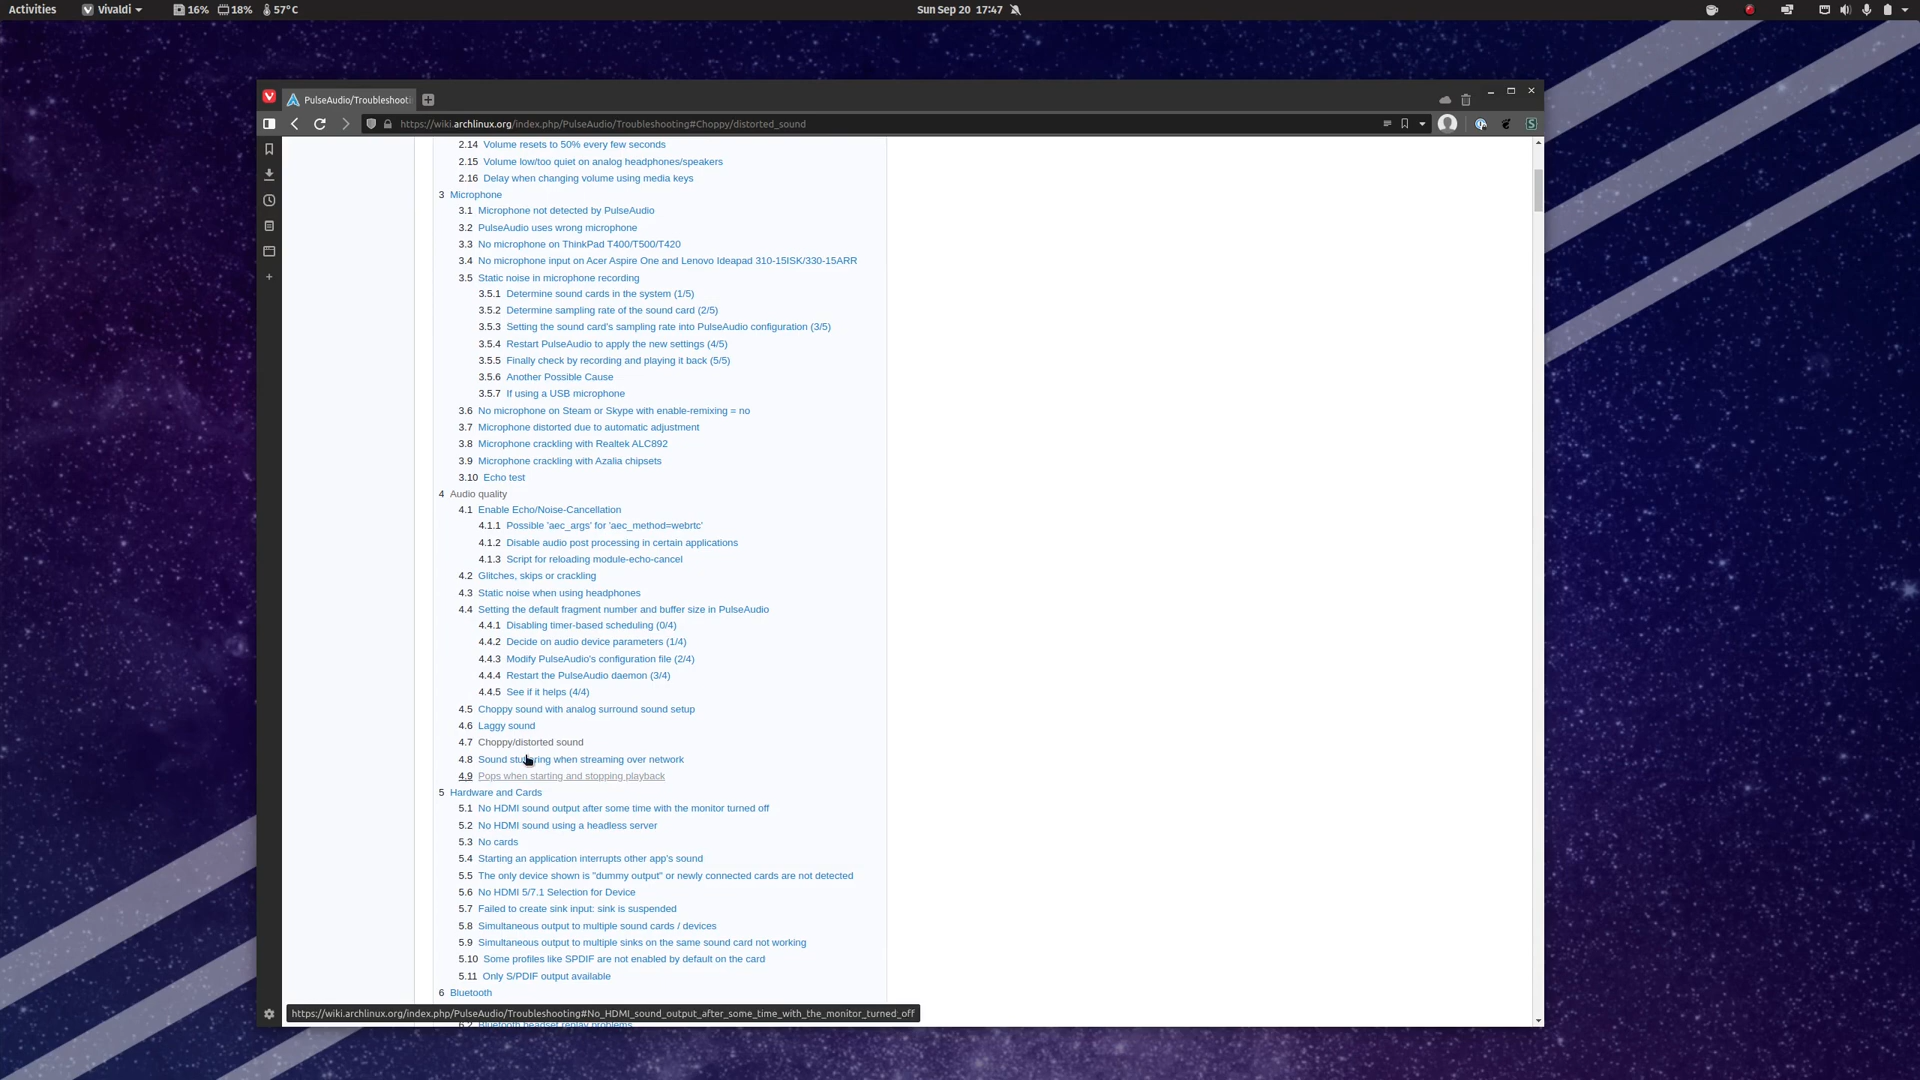 Activities Vivaldi 16% 18% 57°C Sun Sep 20 17:47
PulseAudio/Troubleshooti
https://wiki.archlinux.org/index.php/PulseAudio/Troubleshooting#Choppy/distorted_sound
2.14 Volume resets to 50% every few seconds
2.15 Volume low/too quiet on analog headphones/speakers
2.16 Delay when changing volume using media keys
3 Microphone
3.1 Microphone not detected by PulseAudio
3.2 PulseAudio uses wrong microphone
3.3 No microphone on ThinkPad T400/T500/T420
3.4 No microphone input on Acer Aspire One and Lenovo Ideapad 310-15ISK/330-15ARR
3.5 Static noise in microphone recording
3.5.1 Determine sound cards in the system (1/5)
3.5.2 Determine sampling rate of the sound card (2/5)
3.5.3 Setting the sound card's sampling rate into PulseAudio configuration (3/5)
3.5.4 Restart PulseAudio to apply the new settings (4/5)
3.5.5 Finally check by recording and playing it back (5/5)
3.5.6 Another Possible Cause
3.5.7 If using a USB microphone
3.6 No microphone on Steam or Skype with enable-remixing = no
3.7 Microphone distorted due to automatic adjustment
3.8 Microphone crackling with Realtek ALC892
3.9 Microphone crackling with Azalia chipsets
3.10 Echo test
4 Audio quality
4.1 Enable Echo/Noise-Cancellation
4.1.1 Possible 'aec_args' for 'aec_method=webrtc'
4.1.2 Disable audio post processing in certain applications
4.1.3 Script for reloading module-echo-cancel
4.2 Glitches, skips or crackling
4.3 Static noise when using headphones
4.4 Setting the default fragment number and buffer size in PulseAudio
4.4.1 Disabling timer-based scheduling (0/4)
4.4.2 Decide on audio device parameters (1/4)
4.4.3 Modify PulseAudio's configuration file (2/4)
4.4.4 Restart the PulseAudio daemon (3/4)
4.4.5 See if it helps (4/4)
4.5 Choppy sound with analog surround sound setup
4.6 Laggy sound
4.7 Choppy/distorted sound
4.8 Sound stuttering when streaming over network
4.9 Pops when starting and stopping playback
5 Hardware and Cards
5.1 No HDMI sound output after some time with the monitor turned off
5.2 No HDMI sound using a headless server
5.3 No cards
5.4 Starting an application interrupts other app's sound
5.5 The only device shown is "dummy output" or newly connected cards are not detected
5.6 No HDMI 5/7.1 Selection for Device
5.7 Failed to create sink input: sink is suspended
5.8 Simultaneous output to multiple sound cards / devices
5.9 Simultaneous output to multiple sinks on the same sound card not working
5.10 Some profiles like SPDIF are not enabled by default on the card
5.11 Only S/PDIF output available
6 Bluetooth
https://wiki.archlinux.org/index.php/PulseAudio/Troubleshooting#No_HDMI_sound_output_after_some_time_with_the_monitor_turned_off
6.2 Bluetooth headset replay problems